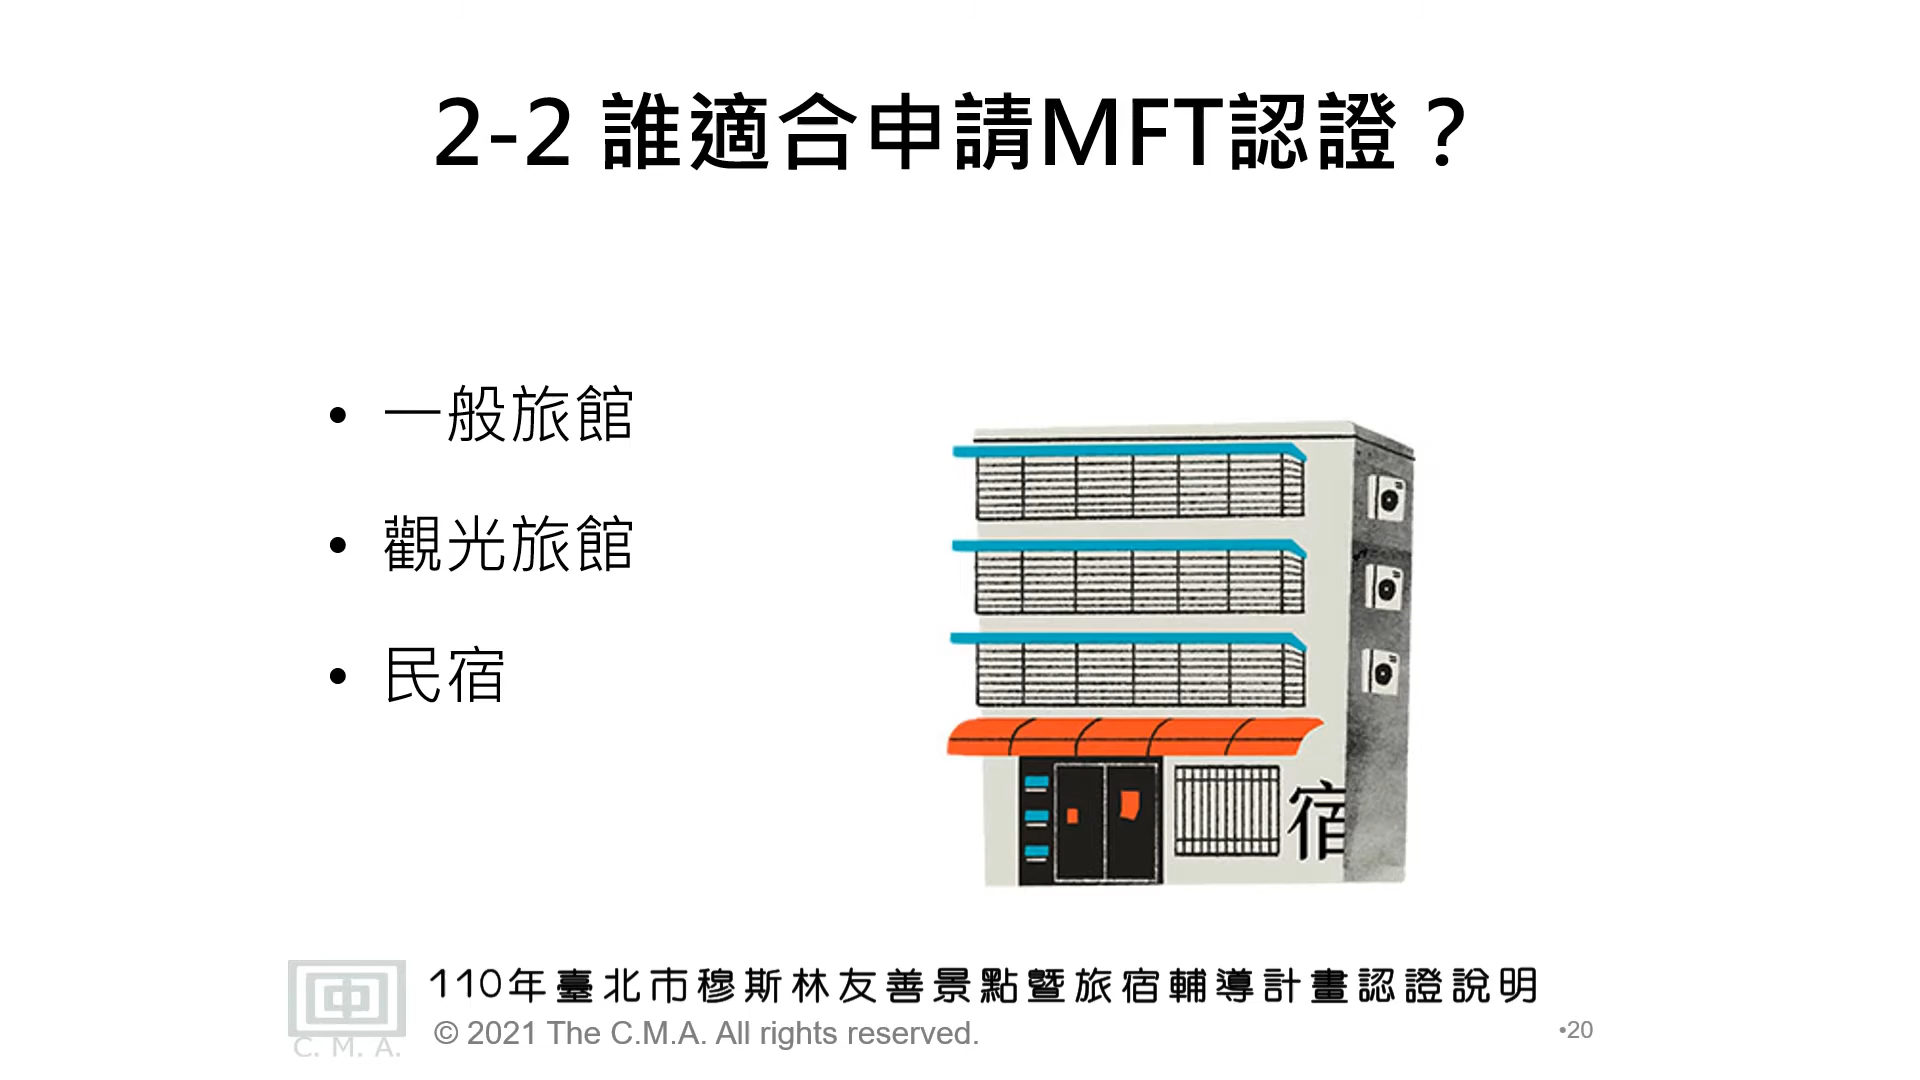 2-2 誰適合申請MFT認證？
• 一般旅館
• 觀光旅館
• 民宿
宿
中
C. M. A.
110年臺北市穆斯林友善景點暨旅宿輔導計畫認證說明
© 2021 The C.M.A. All rights reserved.
•20